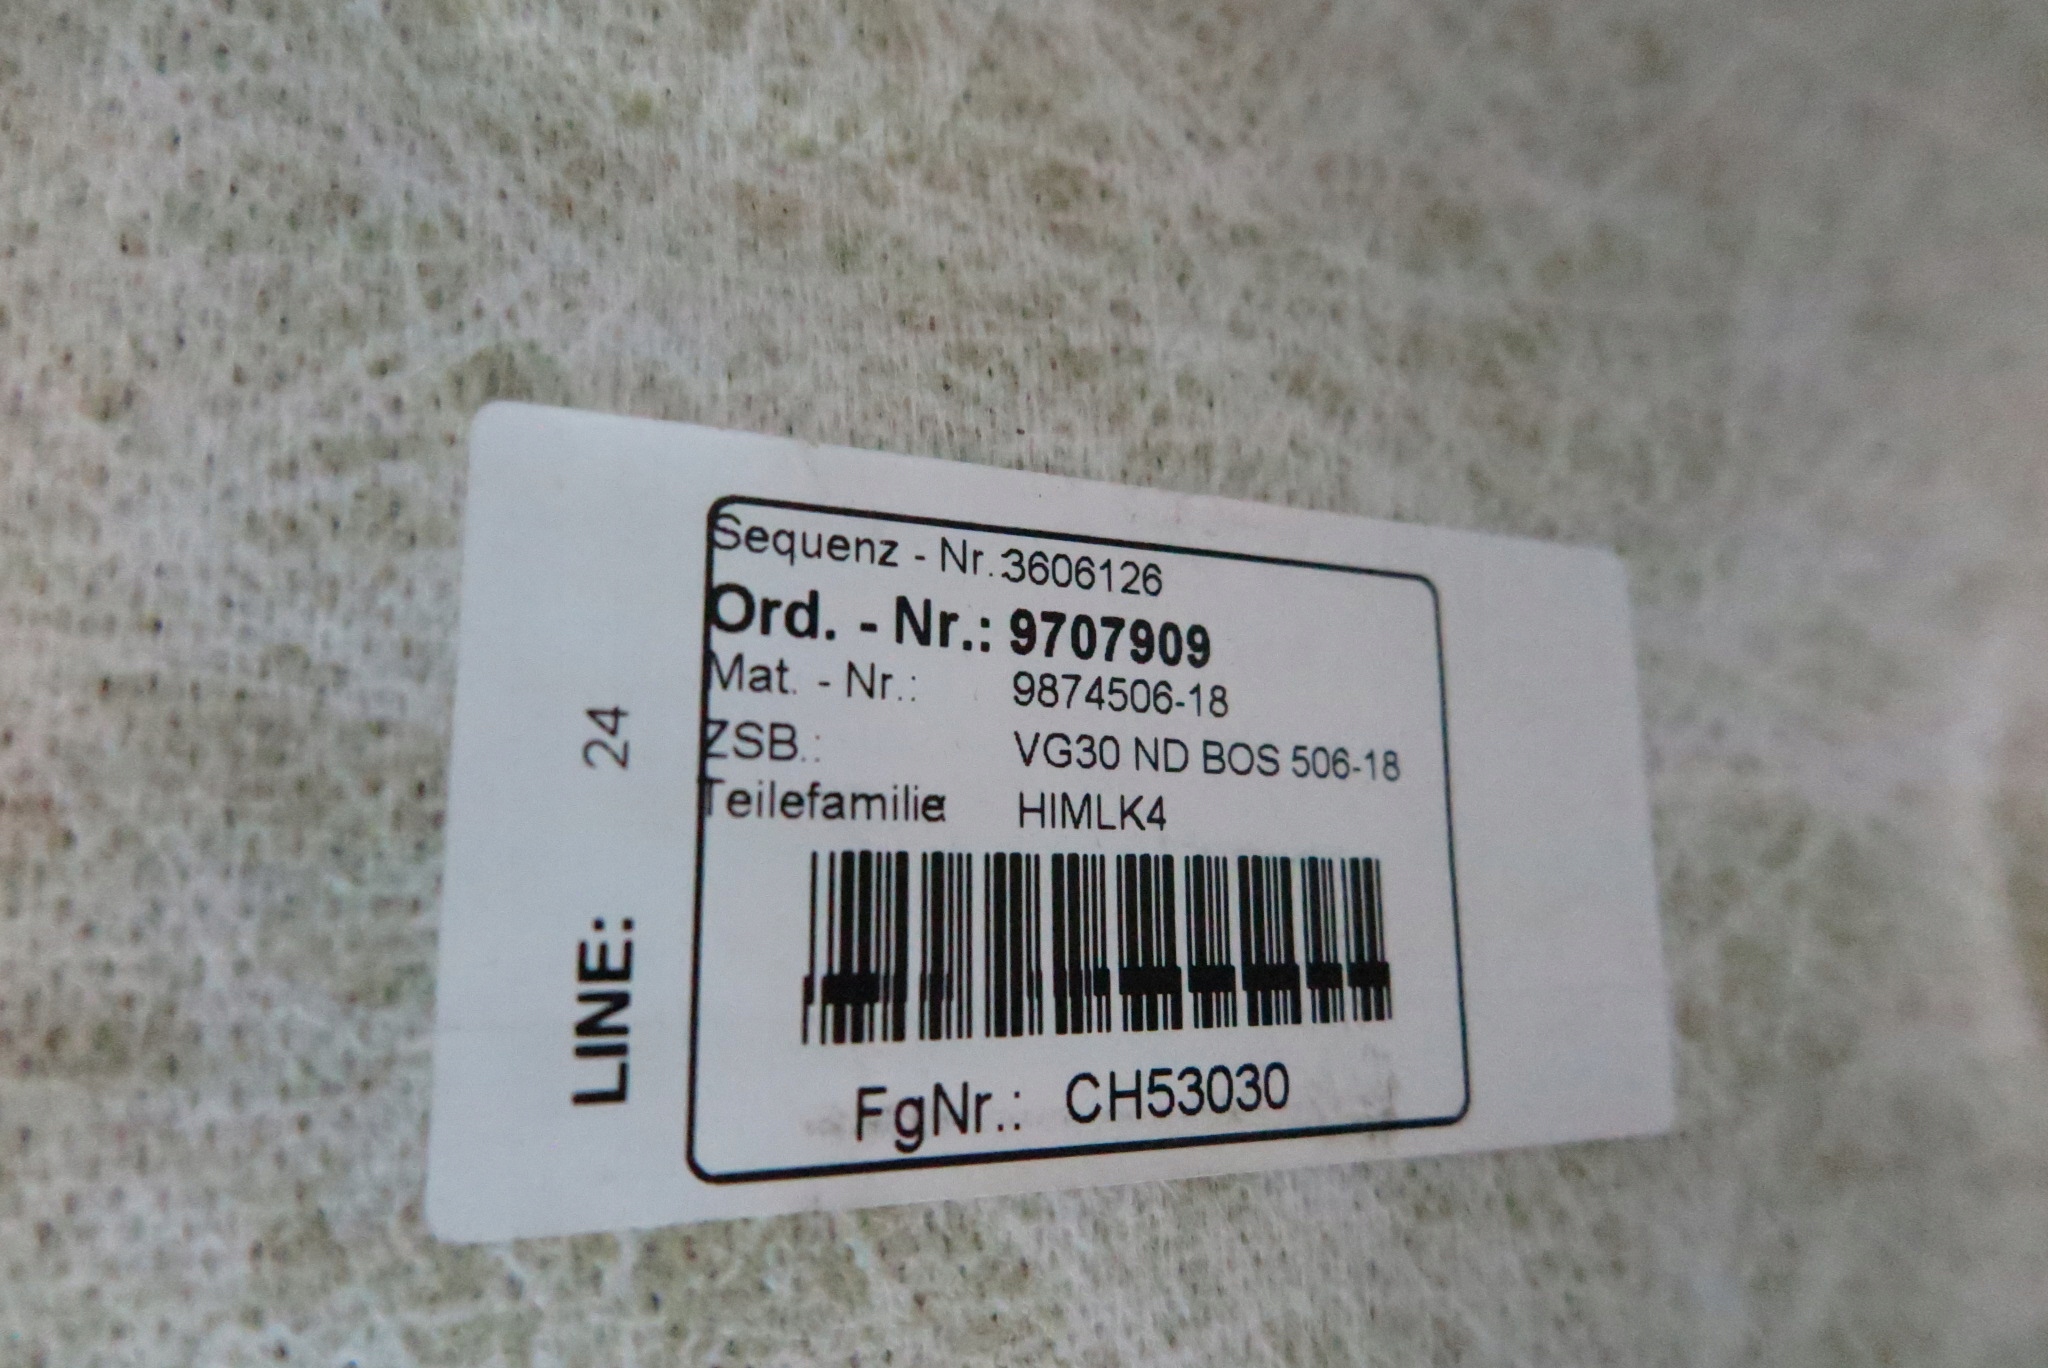 Sequenz - Nr.:3606126
Ord. - Nr.: 9707909
Mat. - Nr.: 9874506-18
ZSB.: VG30 ND BOS 506-18
Teilefamilie: HIMLK4
FgNr.: CH53030
LINE: 24